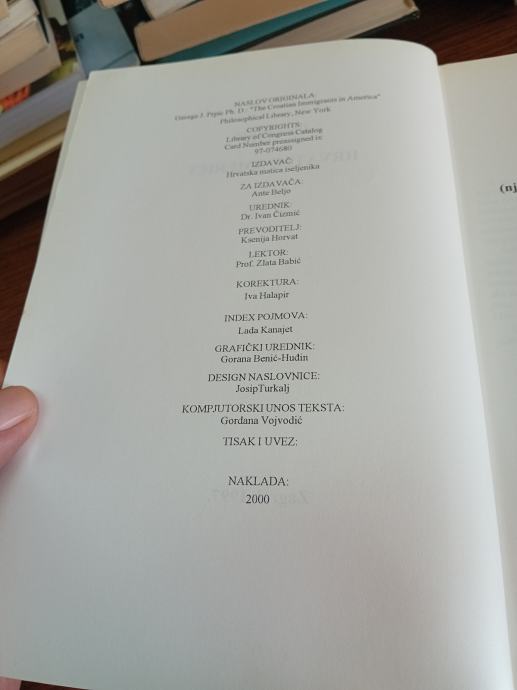 NASLOV ORIGINALA:
George J. Prpic Ph. D.: "The Croatian Immigrants in America"
Philosophical Library, New York
COPYRIGHTS:
Library of Congress Catalog
Card Number preassigned is:
97-074680
IZDAVAČ:
Hrvatska matica iseljenika
ZA IZDAVAČA:
Ante Beljo
UREDNIK:
Dr. Ivan Čizmić
PREVODITELJ:
Ksenija Horvat
LEKTOR:
Prof. Zlata Babić
KOREKTURA:
Iva Halapir
INDEX POJMOVA:
Lada Kanajet
GRAFIČKI UREDNIK:
Gorana Benić-Huđin
DESIGN NASLOVNICE:
JosipTurkalj
KOMPJUTORSKI UNOS TEKSTA:
Gordana Vojvodić
TISAK I UVEZ:
NAKLADA:
2000
(nj